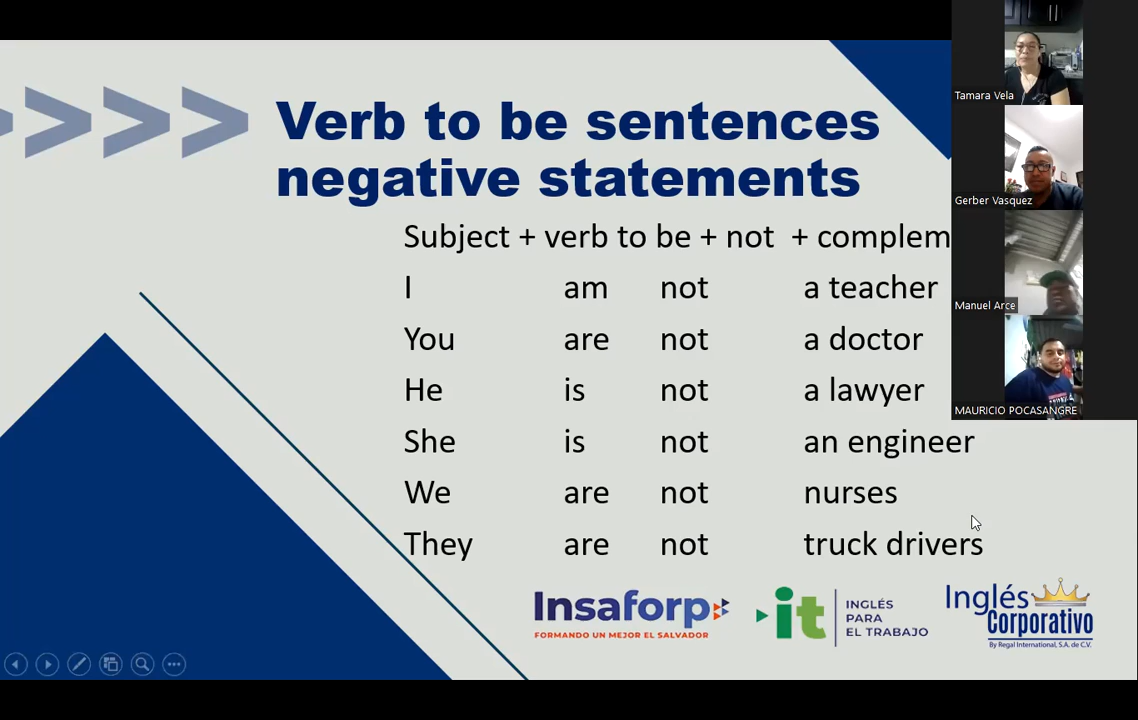 Verb to be sentences
negative statements
Subject + verb to be + not + complem
I am not a teacher
You are not a doctor
He is not a lawyer
She is not an engineer
We are not nurses
They are not truck drivers
Insaforp
FORMANDO UN MEJOR EL SALVADOR
it
INGLÉS
PARA
EL TRABAJO
Inglés
Corporativo
By Regal International, S.A. de C.V.
Tamara Vela
Gerber Vasquez
Manuel Arce
MAURICIO POCASANGRE